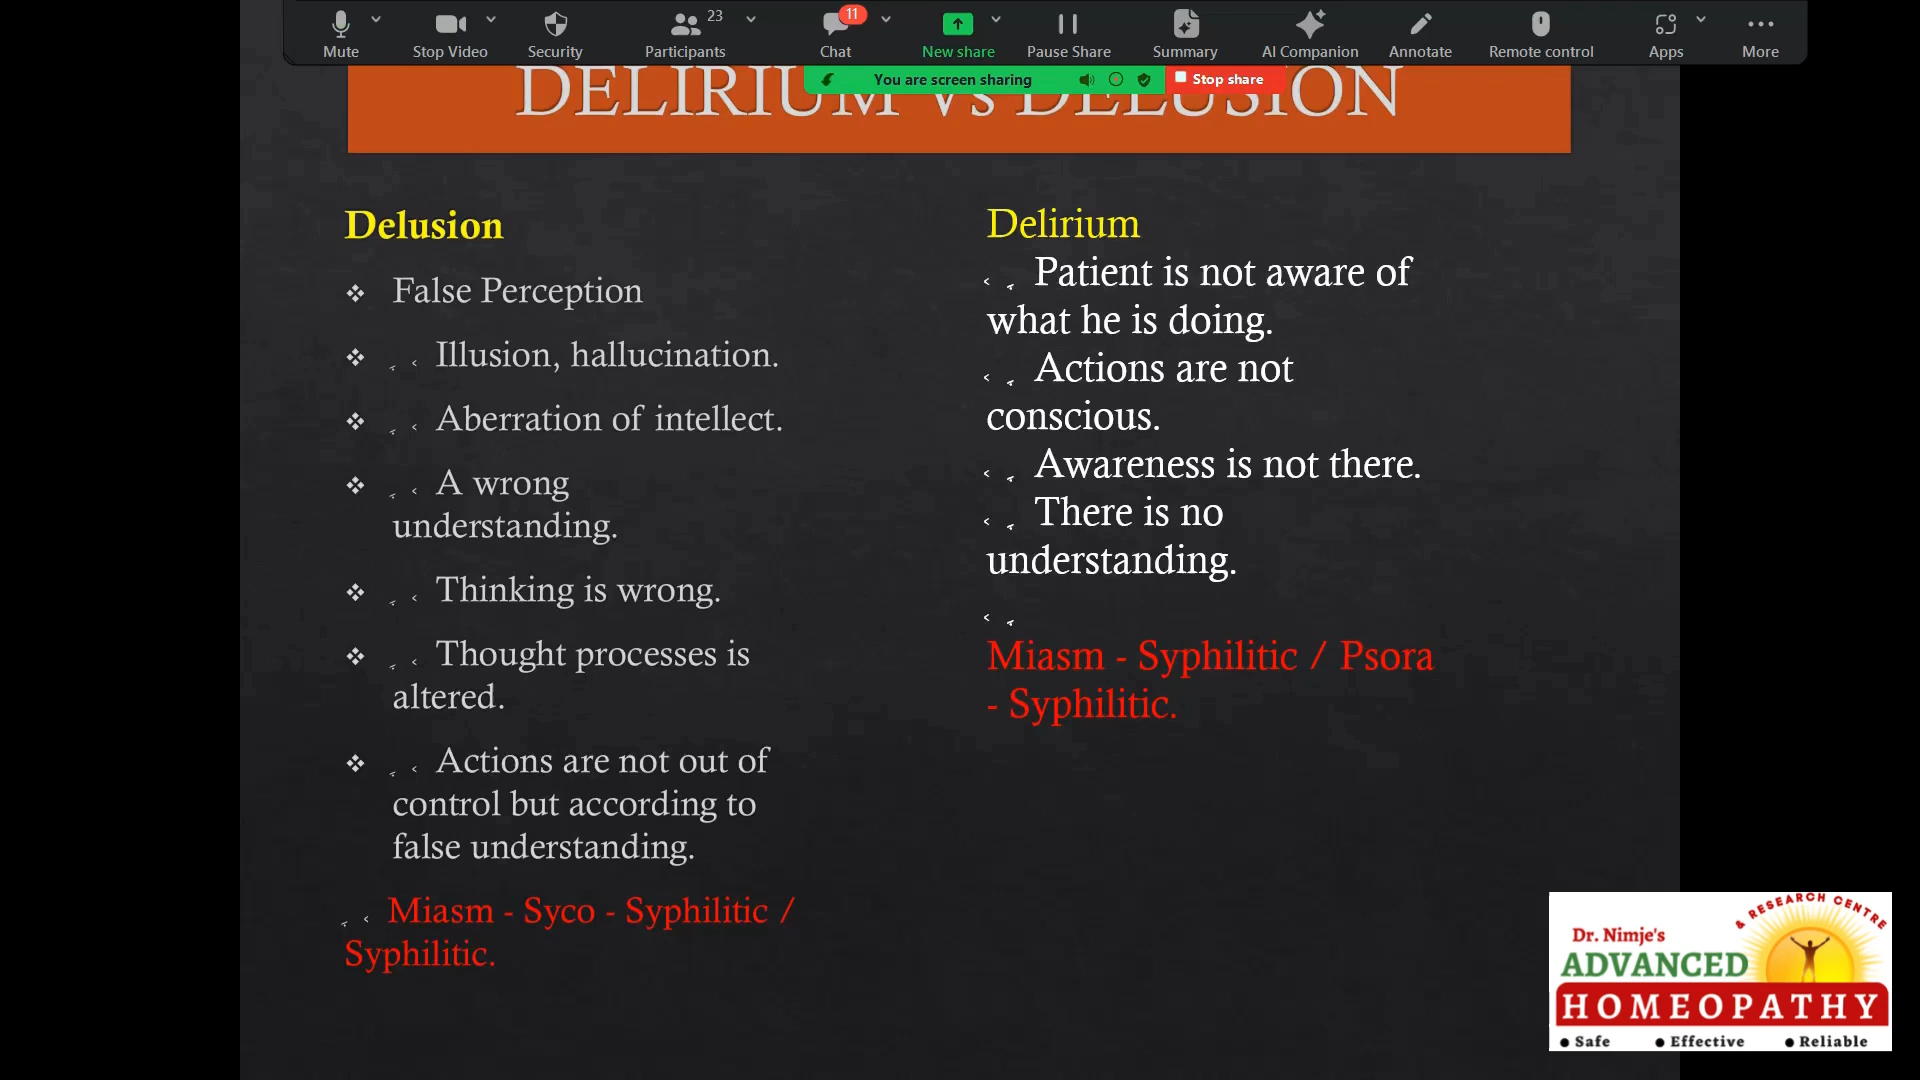 Mute
Stop Video
Security
Participants
23
Chat
11
New share
Pause Share
Summary
AI Companion
Annotate
Remote control
Apps
More
You are screen sharing
Stop share
DELIRIUM Vs DELUSION
Delusion
False Perception
Illusion, hallucination.
Aberration of intellect.
A wrong
understanding.
Thinking is wrong.
Thought processes is
altered.
Actions are not out of
control but according to
false understanding.
Miasm - Syco - Syphilitic /
Syphilitic.
Delirium
Patient is not aware of
what he is doing.
Actions are not
conscious.
Awareness is not there.
There is no
understanding.
Miasm - Syphilitic / Psora
- Syphilitic.
& RESEARCH CENTRE
Dr. Nimje's
ADVANCED
HOMEOPATHY
Safe
Effective
Reliable